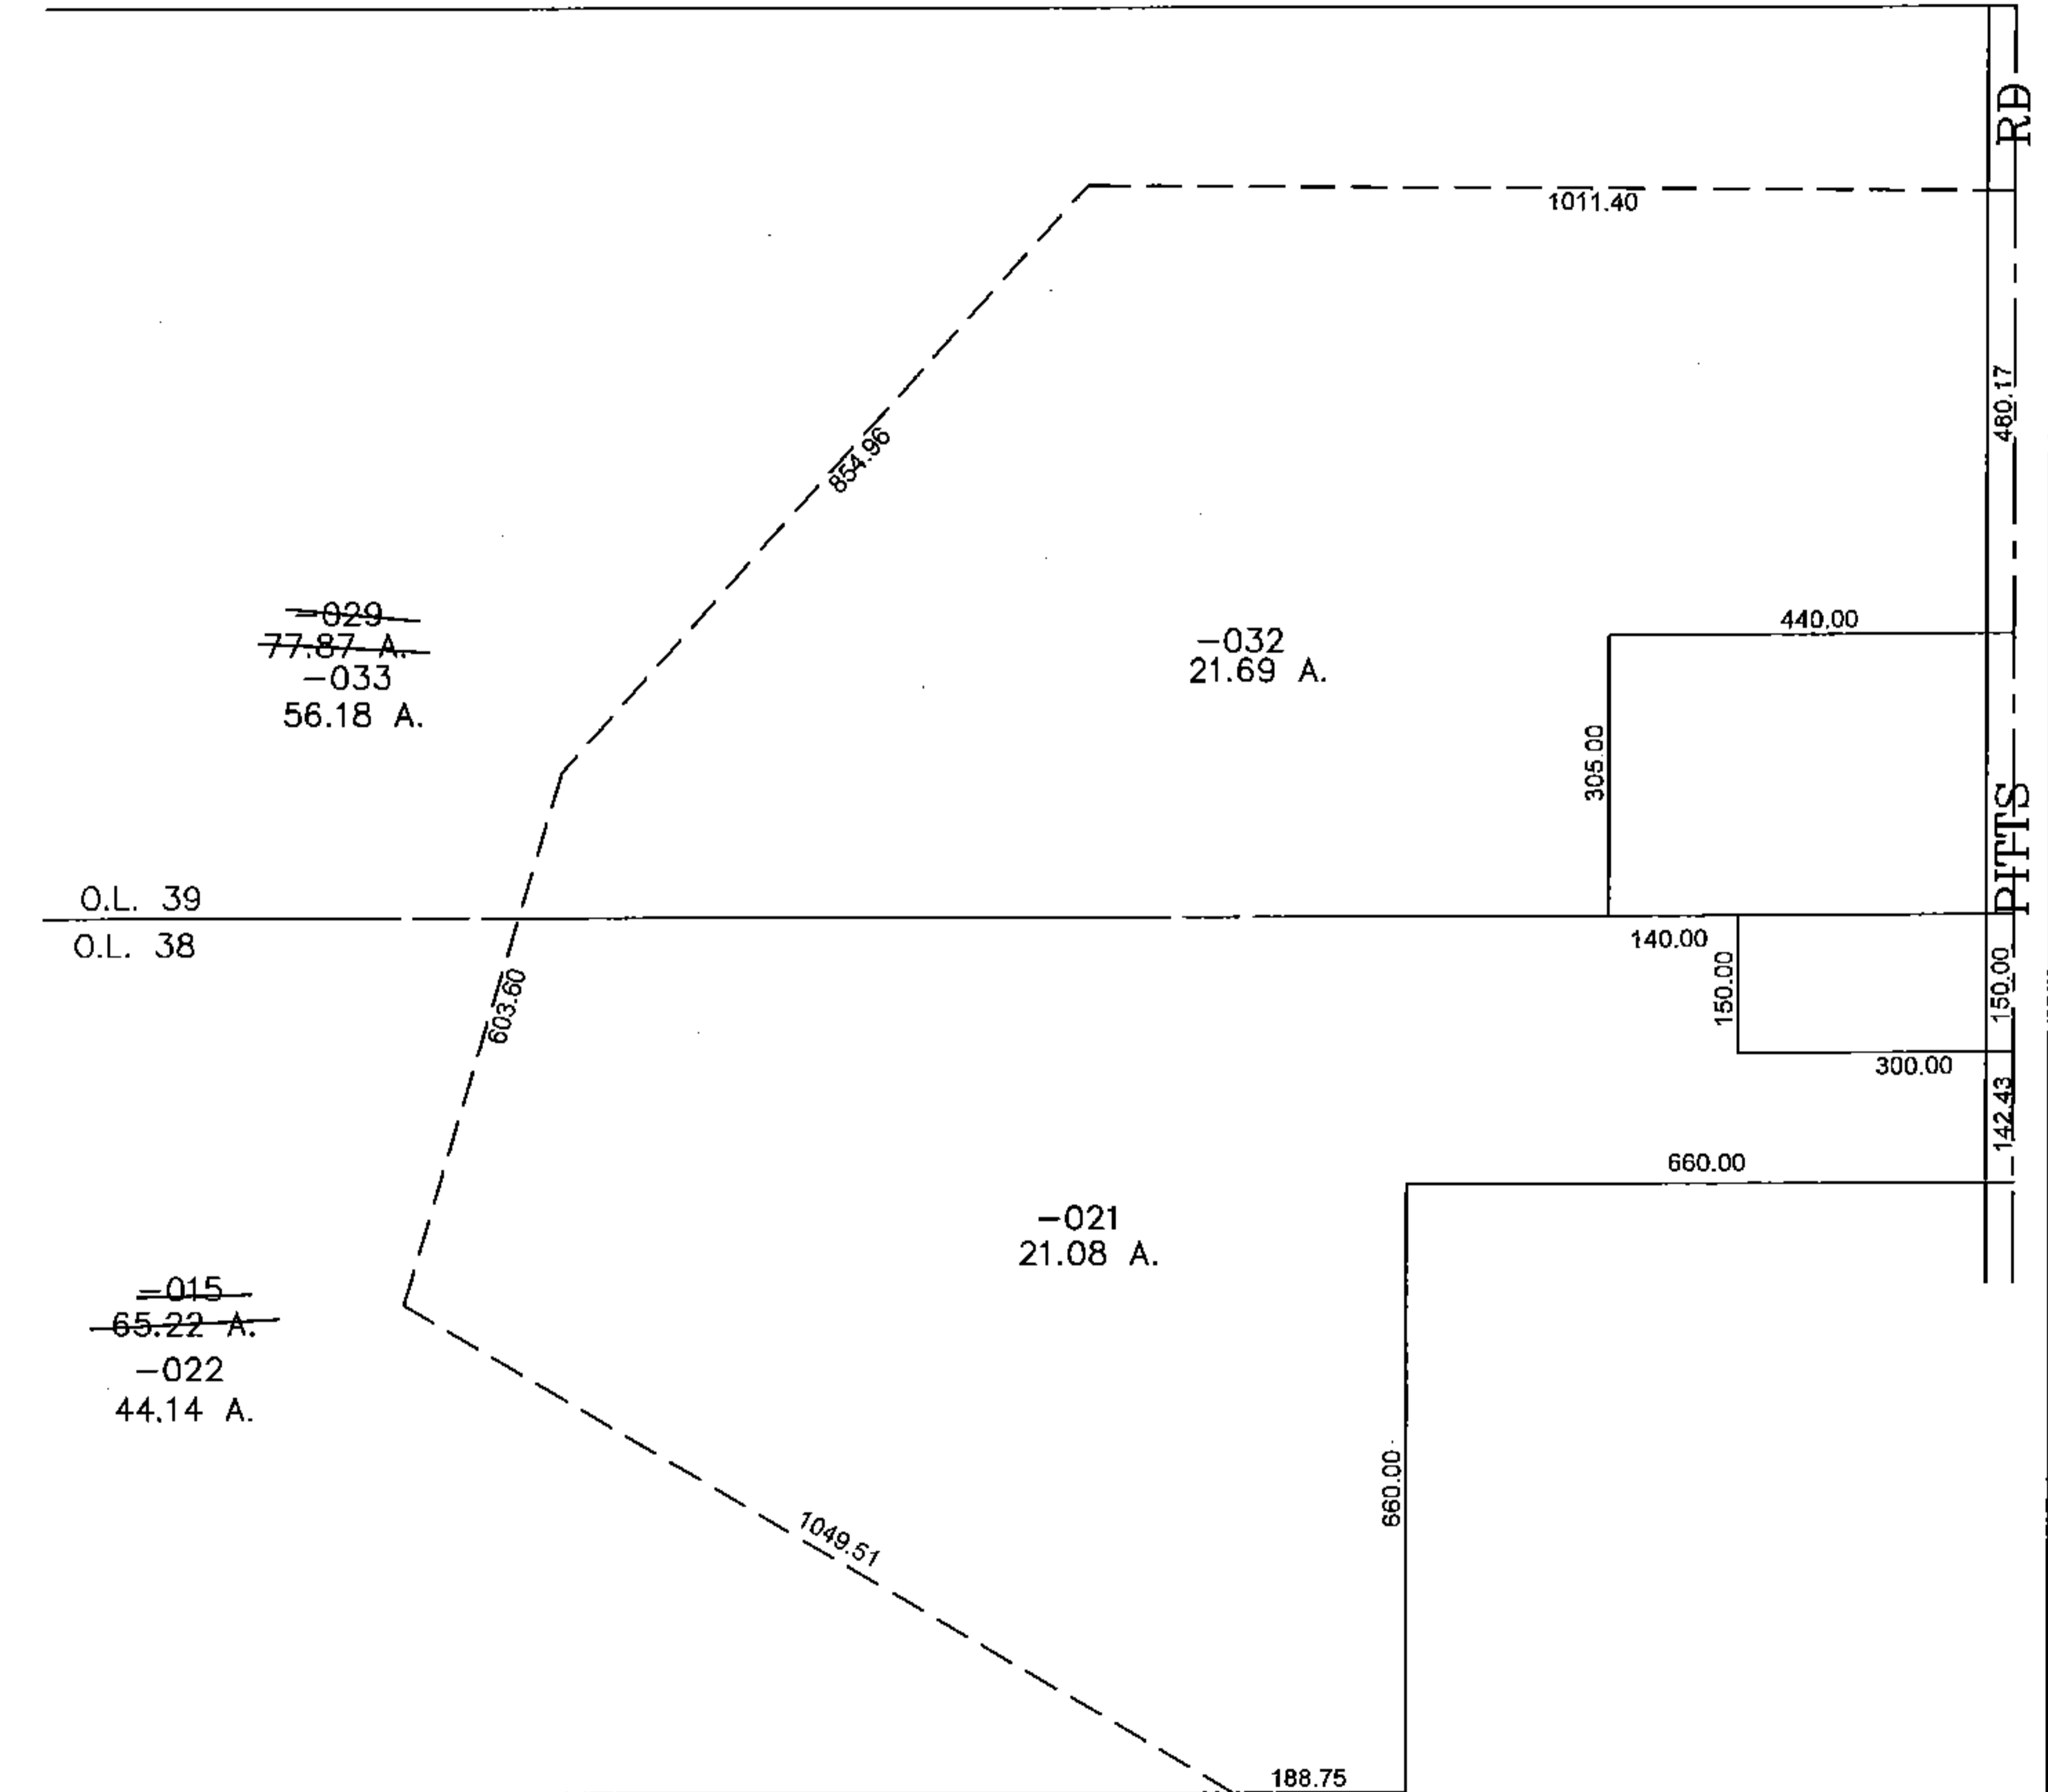 RD
1011.40
480.17
854.96
-029
77.87 A.
-033
56.18 A.
-032
21.69 A.
440.00
305.00
PITTS
O.L. 39
O.L. 38
140.00
150.00
150.00
300.00
142.43
603.60
660.00
-021
21.08 A.
-015
65.22 A.
-022
44.14 A.
660.00
1049.51
188.75